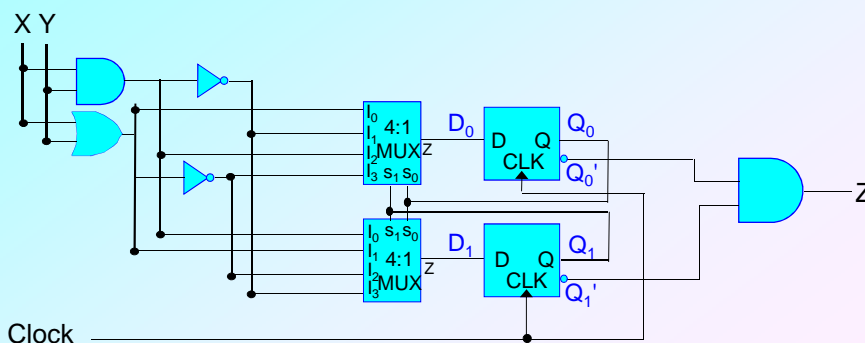 X Y
I0
I1
I2
I3
4:1
MUX
Z
S1 S0
D0
D
Q
CLK
Q0
Q0'
Z
I0
I1
I2
I3
S1 S0
4:1
MUX
Z
D1
D
Q
CLK
Q1
Q1'
Clock